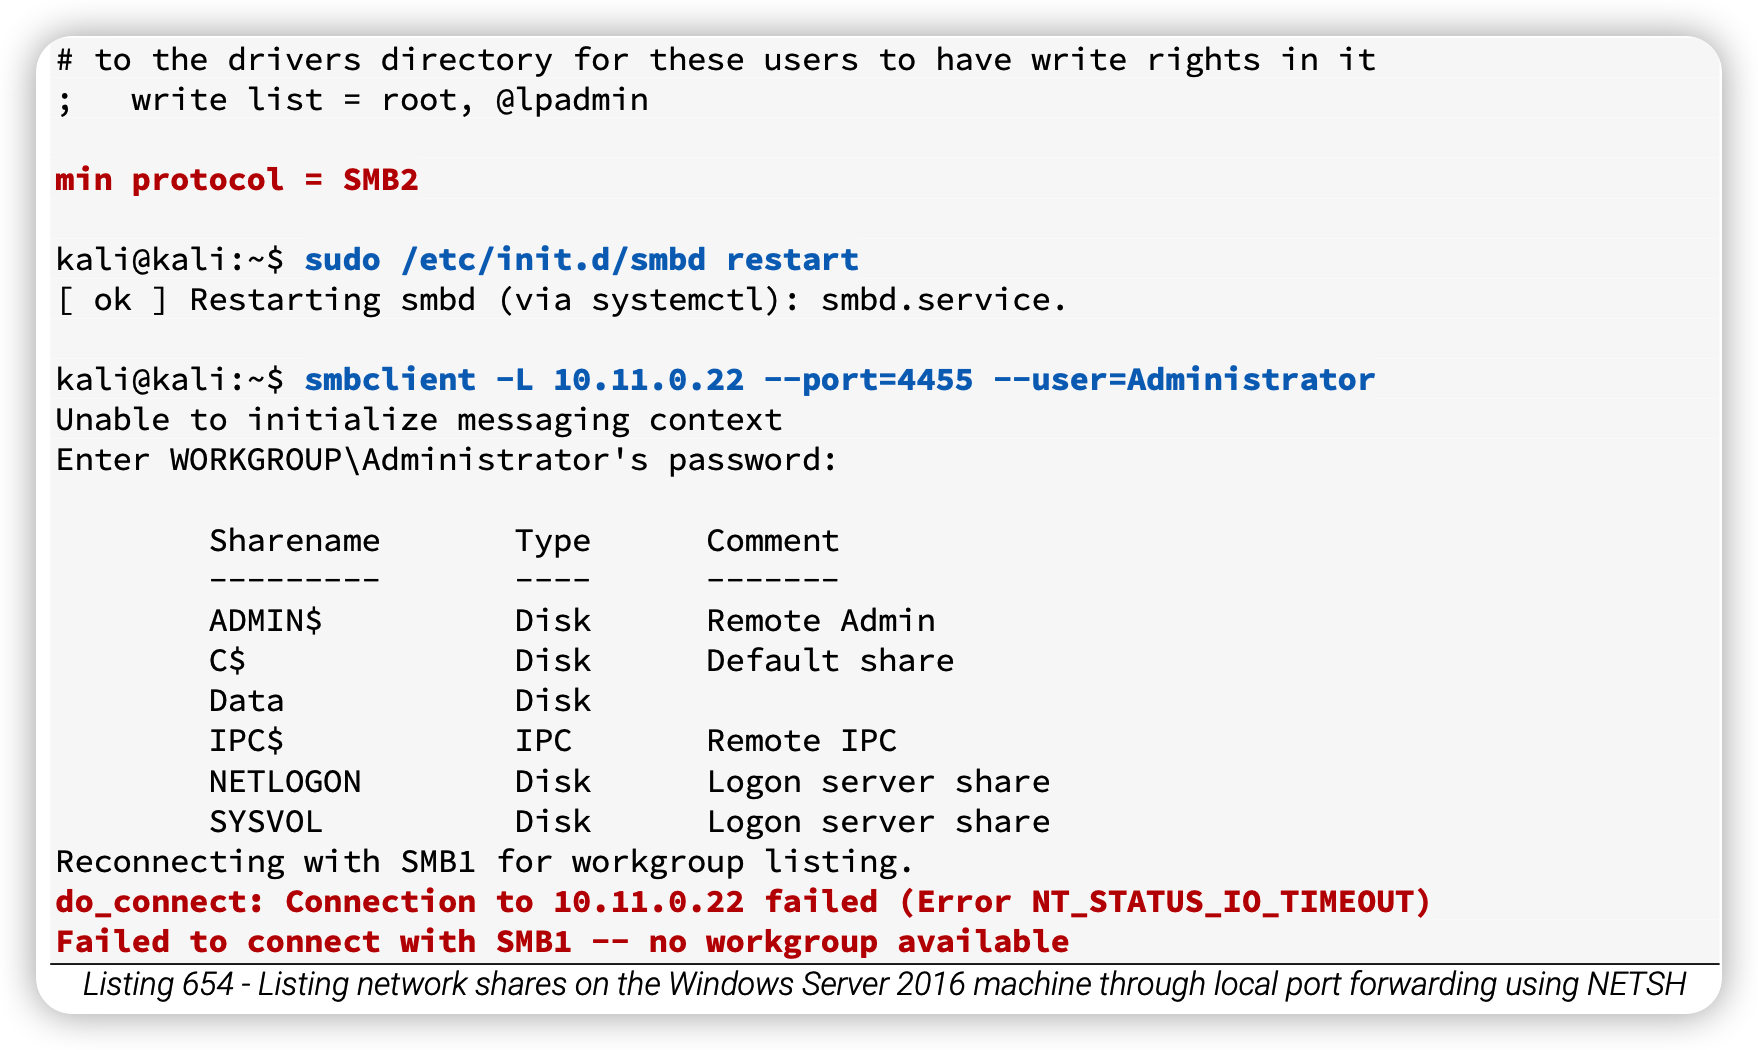 # to the drivers directory for these users to have write rights in it
;   write list = root, @lpadmin
min protocol = SMB2
kali@kali:~$ sudo /etc/init.d/smbd restart
[ ok ] Restarting smbd (via systemctl): smbd.service.
kali@kali:~$ smbclient -L 10.11.0.22 --port=4455 --user=Administrator
Unable to initialize messaging context
Enter WORKGROUP\Administrator's password:
        Sharename       Type      Comment
        ---------       ----      -------
        ADMIN$          Disk      Remote Admin
        C$              Disk      Default share
        Data            Disk
        IPC$            IPC       Remote IPC
        NETLOGON        Disk      Logon server share
        SYSVOL          Disk      Logon server share
Reconnecting with SMB1 for workgroup listing.
do_connect: Connection to 10.11.0.22 failed (Error NT_STATUS_IO_TIMEOUT)
Failed to connect with SMB1 -- no workgroup available
Listing 654 - Listing network shares on the Windows Server 2016 machine through local port forwarding using NETSH